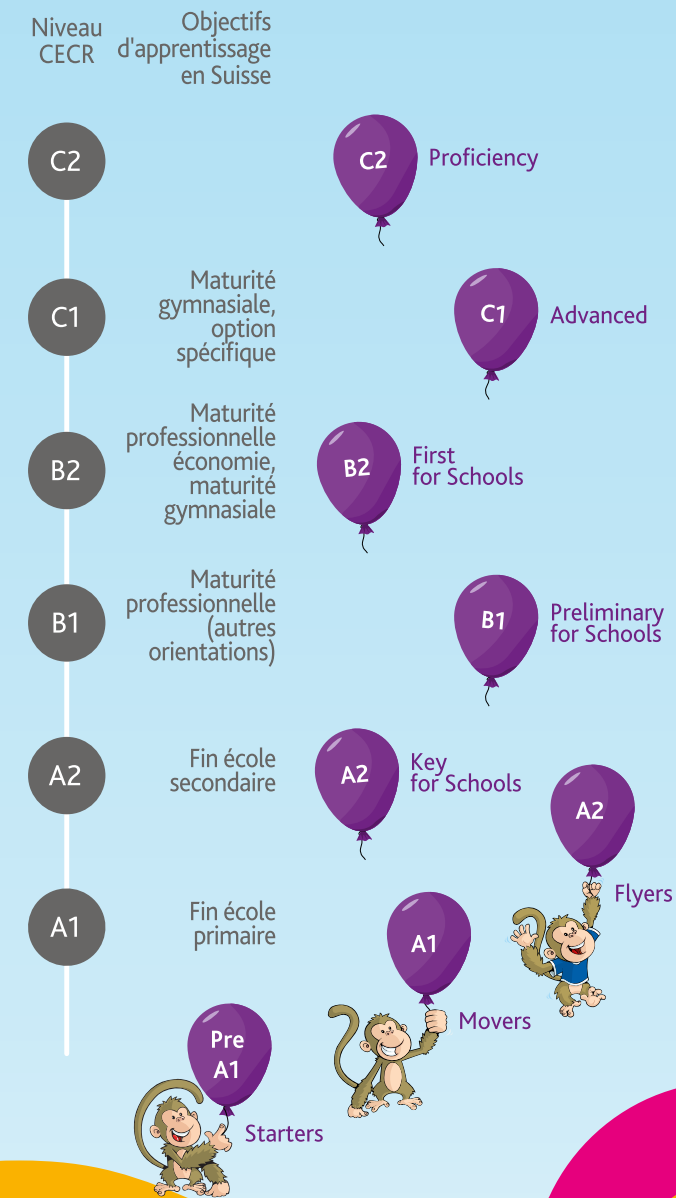 Niveau
CECR
Objectifs
d'apprentissage
en Suisse
C2
C2
Proficiency
C1
Maturité
gymnasiale,
option
spécifique
C1
Advanced
B2
Maturité
professionnelle
économie,
maturité
gymnasiale
B2
First
for Schools
B1
Maturité
professionnelle
(autres
orientations)
B1
Preliminary
for Schools
A2
Fin école
secondaire
A2
Key
for Schools
A2
Flyers
A1
Fin école
primaire
A1
Movers
Pre
A1
Starters